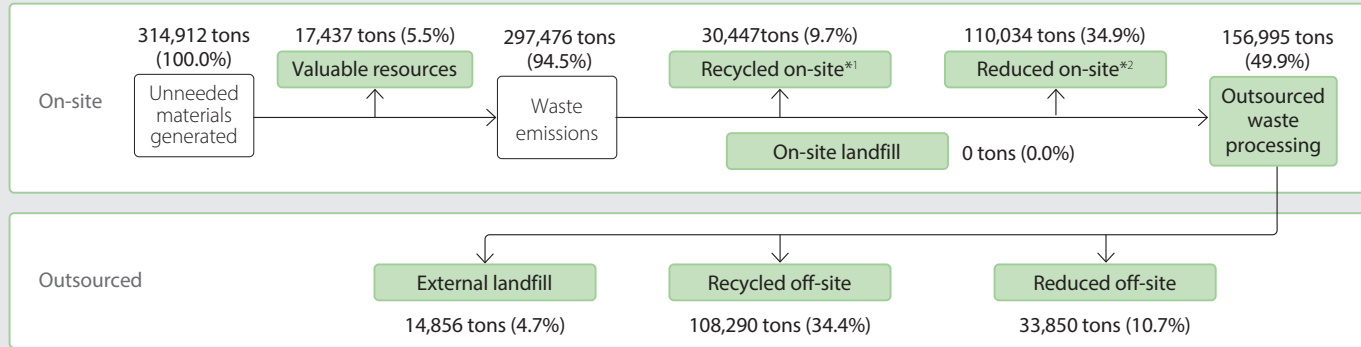 314,912 tons
(100.0%)
Unneeded
materials
generated
17,437 tons (5.5%)
Valuable resources
297,476 tons
(94.5%)
Waste
emissions
30,447tons (9.7%)
Recycled on-site*1
110,034 tons (34.9%)
Reduced on-site*2
156,995 tons
(49.9%)
Outsourced
waste
processing
On-site
On-site landfill
0 tons (0.0%)
Outsourced
External landfill
14,856 tons (4.7%)
Recycled off-site
108,290 tons (34.4%)
Reduced off-site
33,850 tons (10.7%)